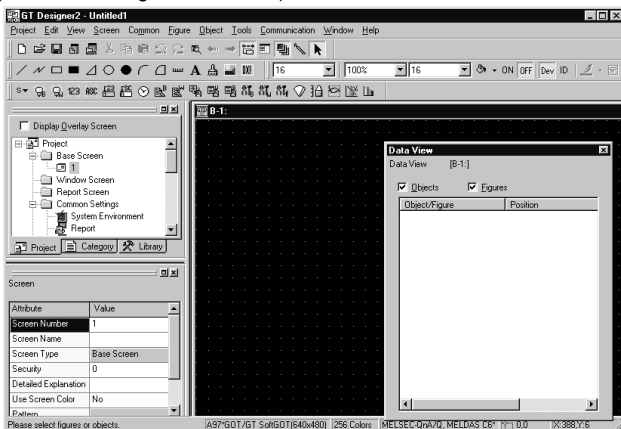 GT Designer2 - Untitled1
Project Edit View Screen Common Figure Object Tools Communication Window Help
16 100% 16 ON OFF Dev ID
123 ABC
B-1:
Display Overlay Screen
Project
Base Screen
1
Window Screen
Report Screen
Common Settings
System Environment
Report
Project Category Library
Data View
Data View [B-1:]
Objects Figures
Object/Figure Position
Screen
Attribute Value
Screen Number 1
Screen Name
Screen Type Base Screen
Security 0
Detailed Explanation
Use Screen Color No
Pattern
Please select figures or objects. A97*GOT/GT SoftGOT(640x480) 256 Colors MELSEC-QnA/Q, MELDAS C6* 0,0 X:388,Y:6